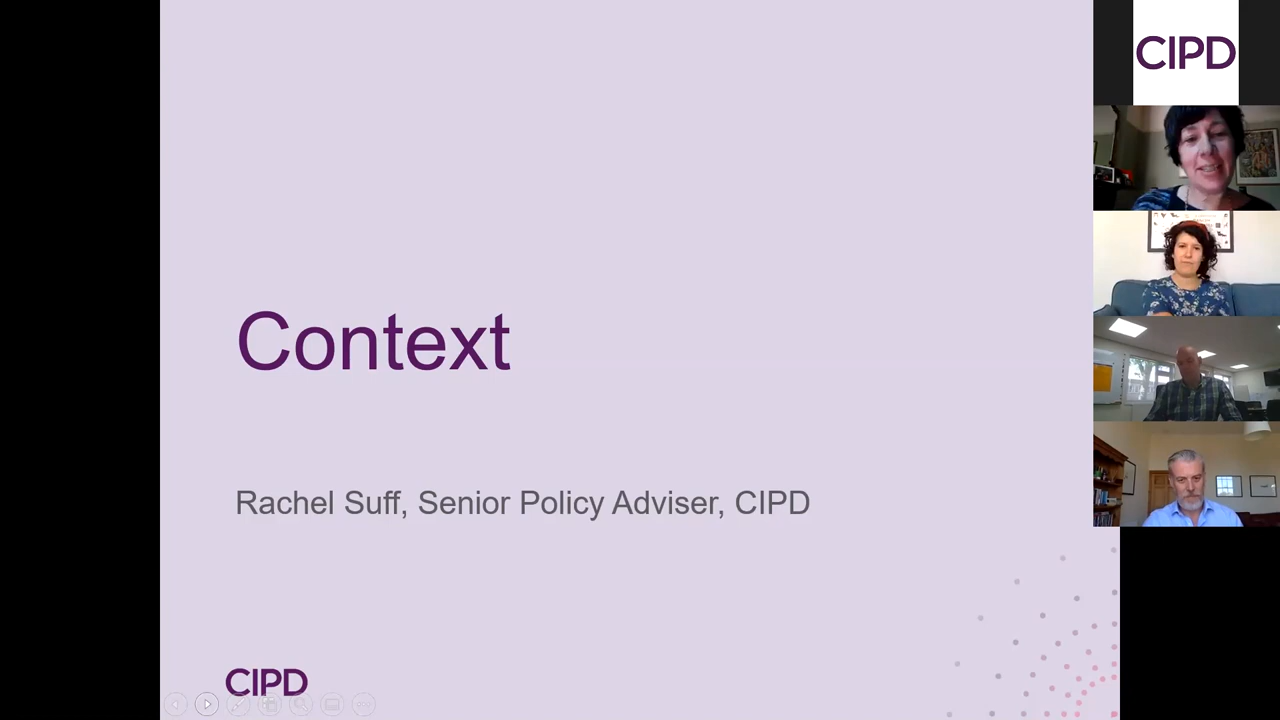 CIPD
Context
Rachel Suff, Senior Policy Adviser, CIPD
CIPD